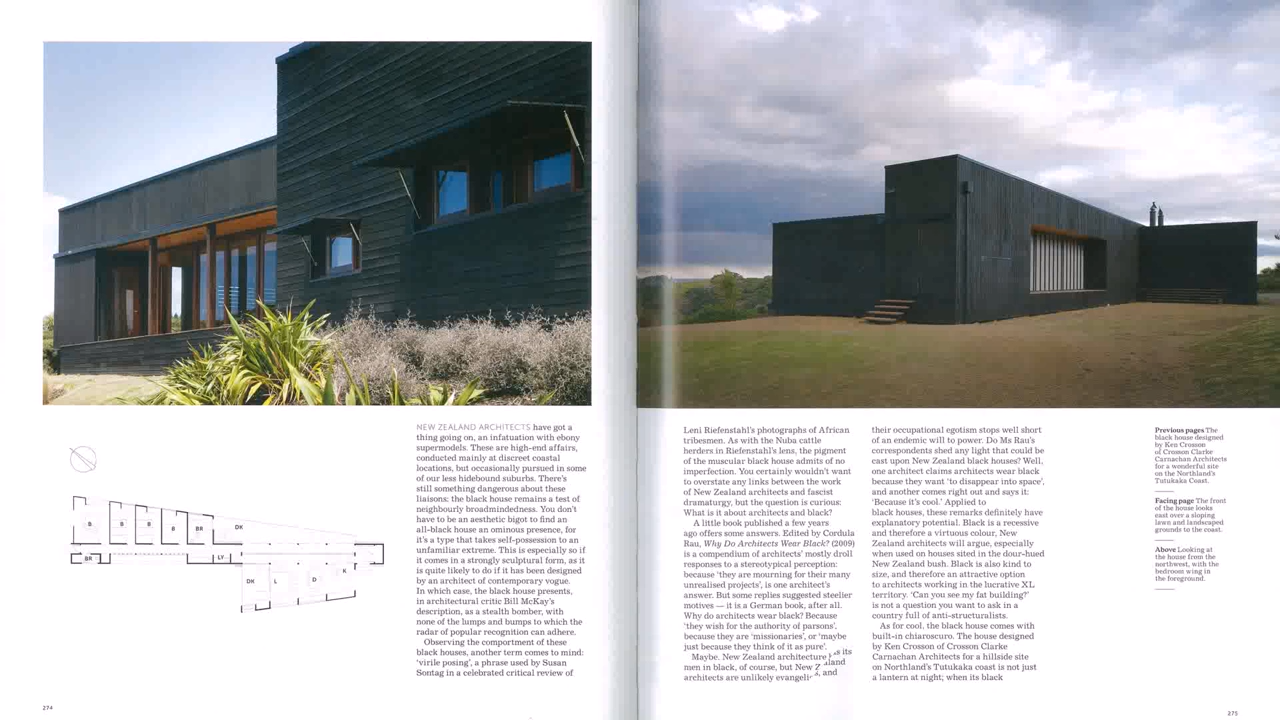 B
B
B
B
BR
DK
BR
LY
K
DK
L
D
NEW ZEALAND ARCHITECTS have got a
thing going on, an infatuation with ebony
supermodels. These are high-end affairs,
conducted mainly at discreet coastal
locations, but occasionally pursued in some
of our less hidebound suburbs. There's
still something dangerous about these
liaisons: the black house remains a test of
neighbourly broadmindedness. You don't
have to be an aesthetic bigot to find an
all-black house an ominous presence, for
it's a type that takes self-possession to an
unfamiliar extreme. This is especially so if
it comes in a strongly sculptural form, as it
is quite likely to do if it has been designed
by an architect of contemporary vogue.
In which case, the black house presents,
in architectural critic Bill McKay's
description, as a stealth bomber, with
none of the lumps and bumps to which the
radar of popular recognition can adhere.
Observing the comportment of these
black houses, another term comes to mind:
'virile posing', a phrase used by Susan
Sontag in a celebrated critical review of
274
Leni Riefenstahl's photographs of African
tribesmen. As with the Nuba cattle
herders in Riefenstahl's lens, the pigment
of the muscular black house admits of no
imperfection. You certainly wouldn't want
to overstate any links between the work
of New Zealand architects and fascist
dramaturgy, but the question is curious:
What is it about architects and black?
A little book published a few years
ago offers some answers. Edited by Cordula
Rau, Why Do Architects Wear Black? (2009)
is a compendium of architects' mostly droll
responses to a stereotypical perception:
because 'they are mourning for their many
unrealised projects', is one architect's
answer. But some replies suggested steelier
motives — it is a German book, after all.
Why do architects wear black? Because
'they wish for the authority of parsons',
because they are 'missionaries', or 'maybe
just because they think of it as pure'.
Maybe. New Zealand architecture as its
men in black, of course, but New Z aland
architects are unlikely evangeli s, and
their occupational egotism stops well short
of an endemic will to power. Do Ms Rau's
correspondents shed any light that could be
cast upon New Zealand black houses? Well,
one architect claims architects wear black
because they want 'to disappear into space',
and another comes right out and says it:
'Because it's cool.' Applied to
black houses, these remarks definitely have
explanatory potential. Black is a recessive
and therefore a virtuous colour, New
Zealand architects will argue, especially
when used on houses sited in the dour-hued
New Zealand bush. Black is also kind to
size, and therefore an attractive option
to architects working in the lucrative XL
territory. 'Can you see my fat building?'
is not a question you want to ask in a
country full of anti-structuralists.
As for cool, the black house comes with
built-in chiaroscuro. The house designed
by Ken Crosson of Crosson Clarke
Carnachan Architects for a hillside site
on Northland's Tutukaka coast is not just
a lantern at night; when its black
Previous pages The
black house designed
by Ken Crosson
of Crosson Clarke
Carnachan Architects
for a wonderful site
on the Northland's
Tutukaka Coast.
Facing page The front
of the house looks
east over a sloping
lawn and landscaped
grounds to the coast.
Above Looking at
the house from the
northwest, with the
bedroom wing in
the foreground.
275